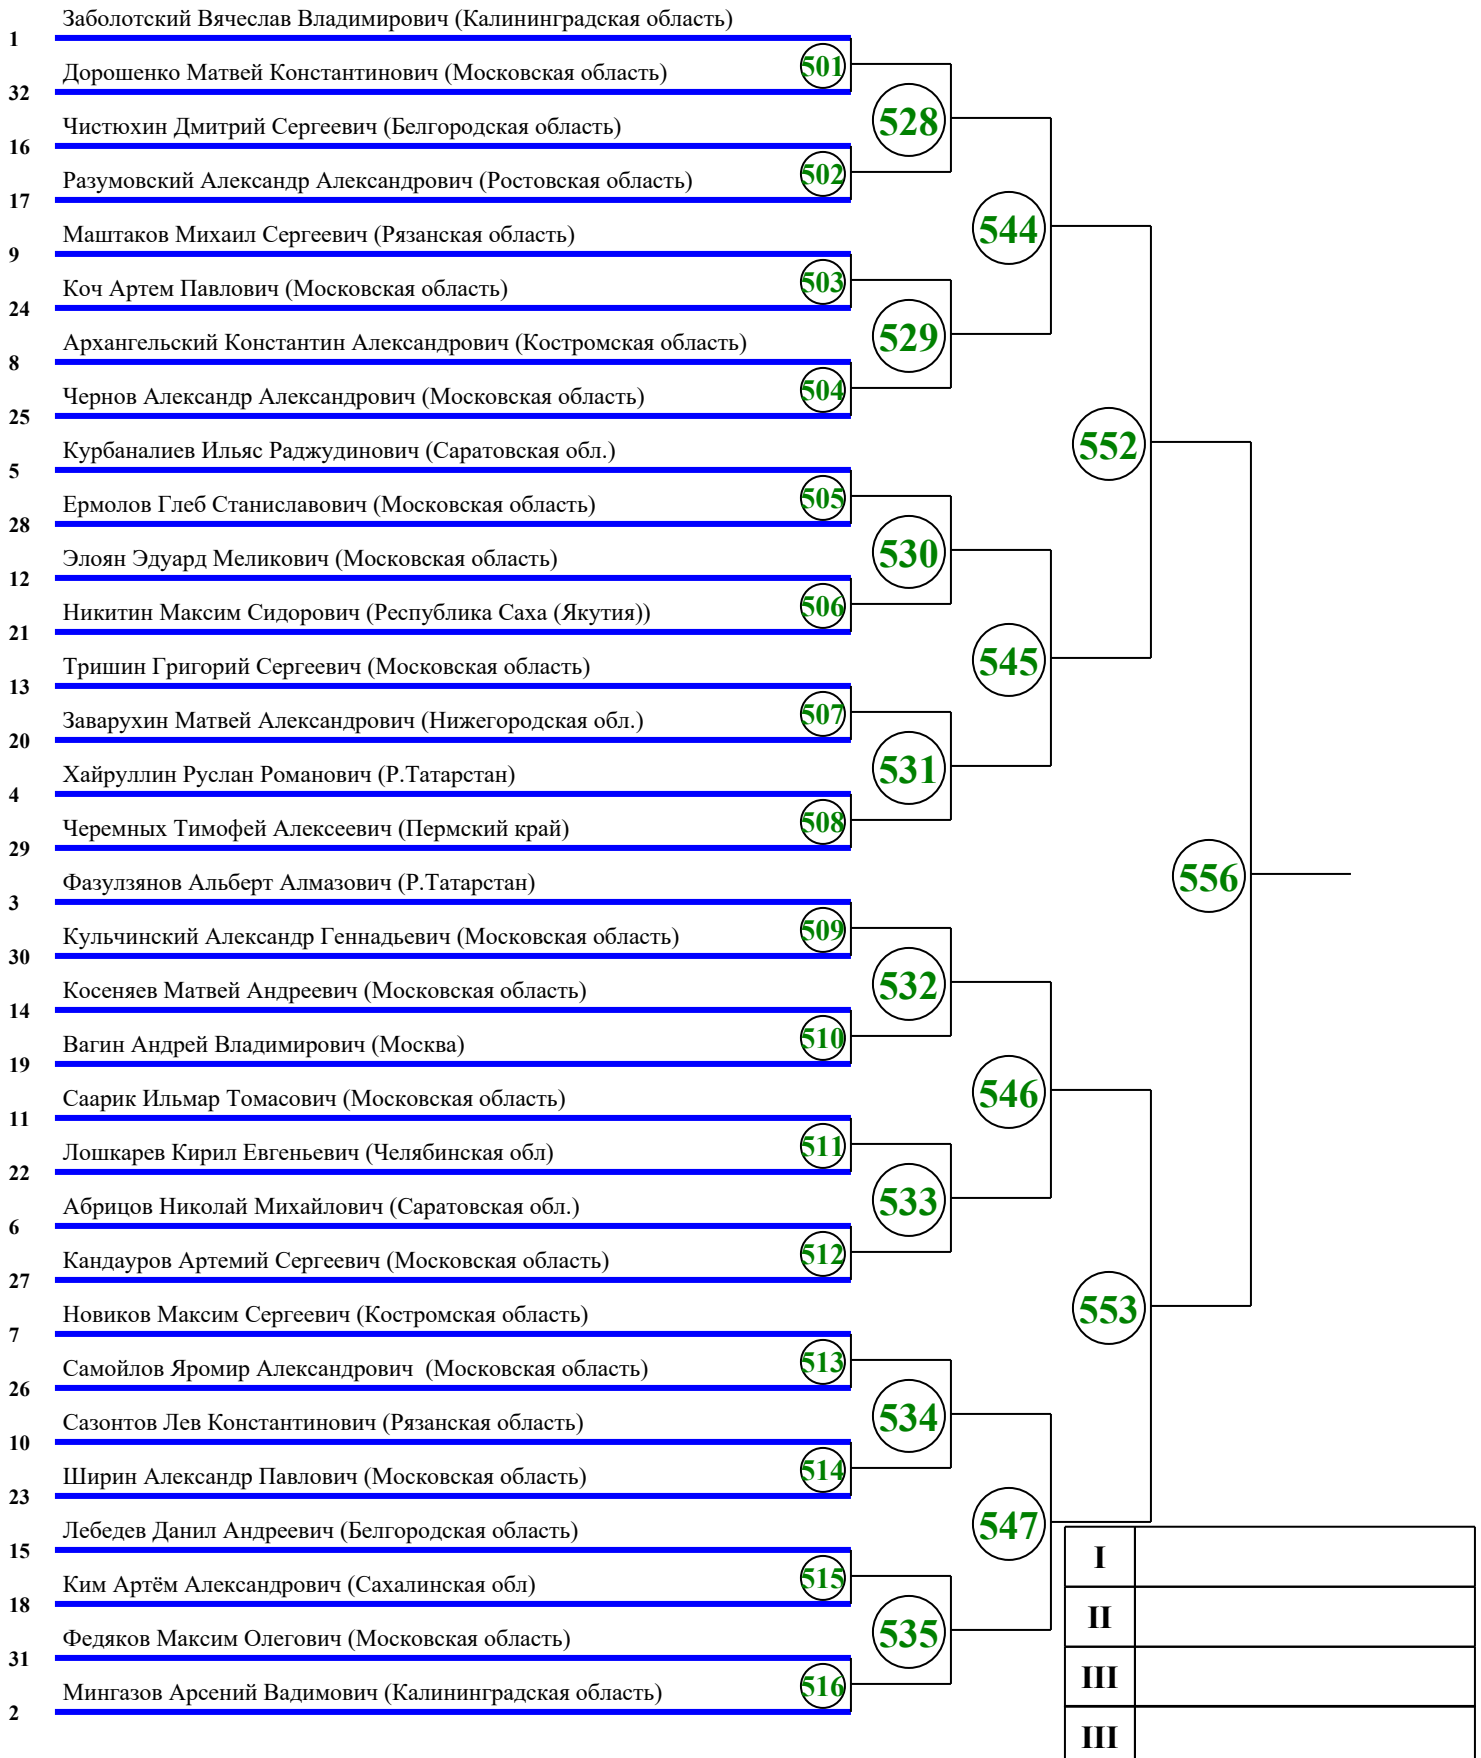 Заболотский Вячеслав Владимирович (Калининградская область)
1
Дорошенко Матвей Константинович (Московская область)
501
32
528
Чистюхин Дмитрий Сергеевич (Белгородская область)
16
Разумовский Александр Александрович (Ростовская область)
502
17
544
Маштаков Михаил Сергеевич (Рязанская область)
9
Коч Артем Павлович (Московская область)
503
24
529
Архангельский Константин Александрович (Костромская область)
8
Чернов Александр Александрович (Московская область)
504
25
552
Курбаналиев Ильяс Раджудинович (Саратовская обл.)
5
Ермолов Глеб Станиславович (Московская область)
505
28
530
Элоян Эдуард Меликович (Московская область)
12
Никитин Максим Сидорович (Республика Саха (Якутия))
506
21
545
Тришин Григорий Сергеевич (Московская область)
13
Заварухин Матвей Александрович (Нижегородская обл.)
507
20
531
Хайруллин Руслан Романович (Р.Татарстан)
4
Черемных Тимофей Алексеевич (Пермский край)
508
29
556
Фазулзянов Альберт Алмазович (Р.Татарстан)
3
Кульчинский Александр Геннадьевич (Московская область)
509
30
532
Косеняев Матвей Андреевич (Московская область)
14
Вагин Андрей Владимирович (Москва)
510
19
546
Саарик Ильмар Томасович (Московская область)
11
Лошкарев Кирил Евгеньевич (Челябинская обл)
511
22
533
Абрицов Николай Михайлович (Саратовская обл.)
6
Кандауров Артемий Сергеевич (Московская область)
512
27
553
Новиков Максим Сергеевич (Костромская область)
7
Самойлов Яромир Александрович  (Московская область)
513
26
534
Сазонтов Лев Константинович (Рязанская область)
10
Ширин Александр Павлович (Московская область)
514
23
547
Лебедев Данил Андреевич (Белгородская область)
15
I
Ким Артём Александрович (Сахалинская обл)
515
18
II
535
Федяков Максим Олегович (Московская область)
31
III
Мингазов Арсений Вадимович (Калининградская область)
516
2
III